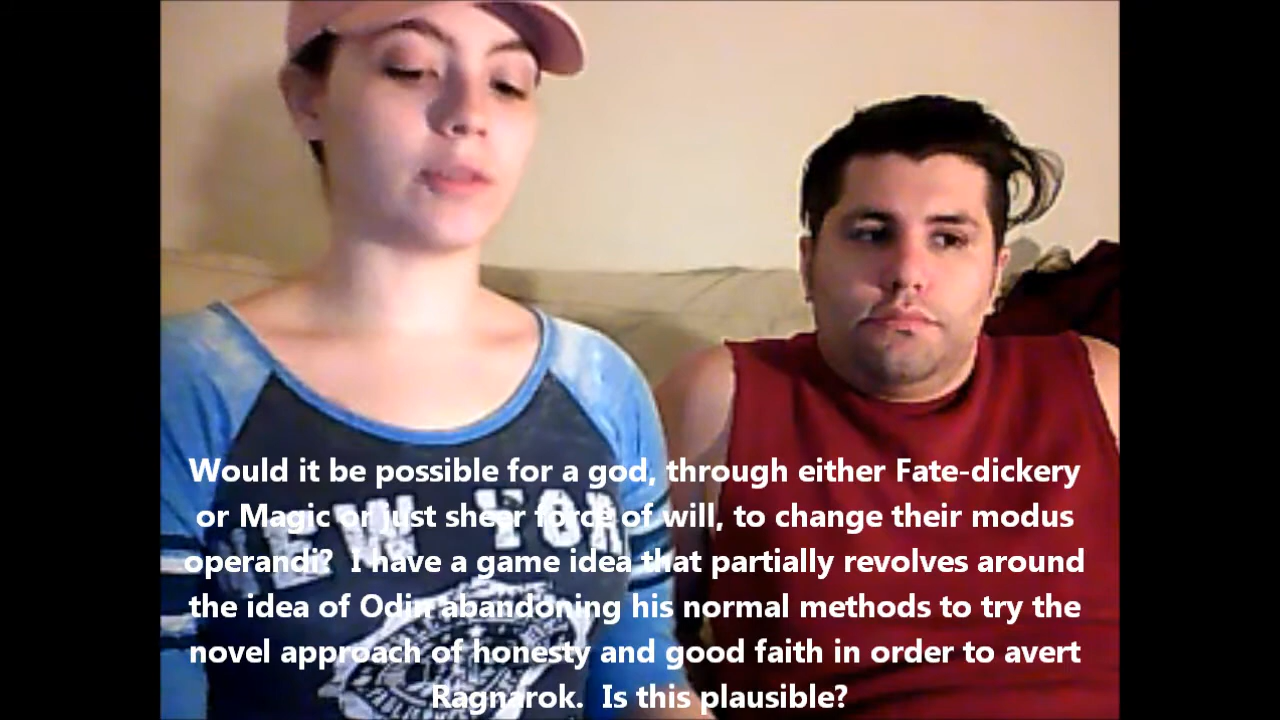 Would it be possible for a god, through either Fate-dickery
or Magic or just sheer force of will, to change their modus
operandi?  I have a game idea that partially revolves around
the idea of Odin abandoning his normal methods to try the
novel approach of honesty and good faith in order to avert
Ragnarok.  Is this plausible?
NEW YOR